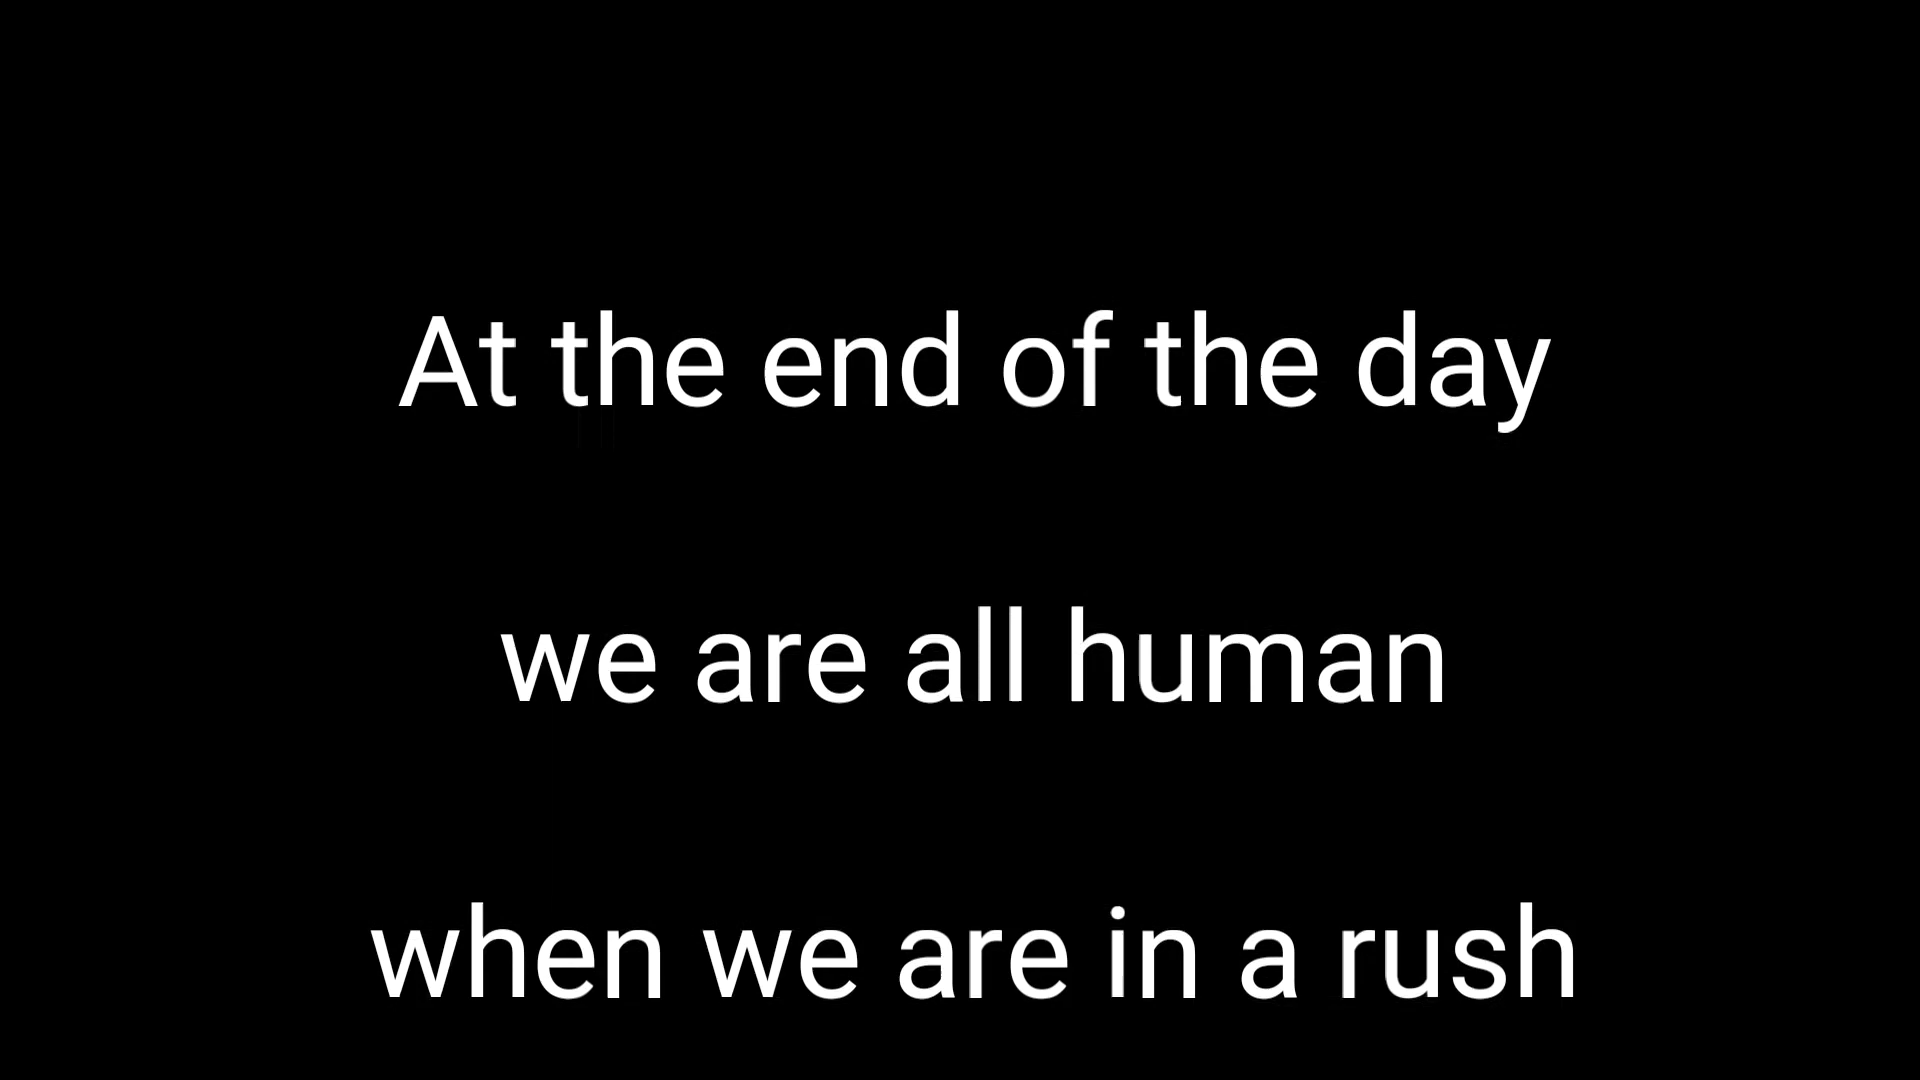 At the end of the day
we are all human
when we are in a rush